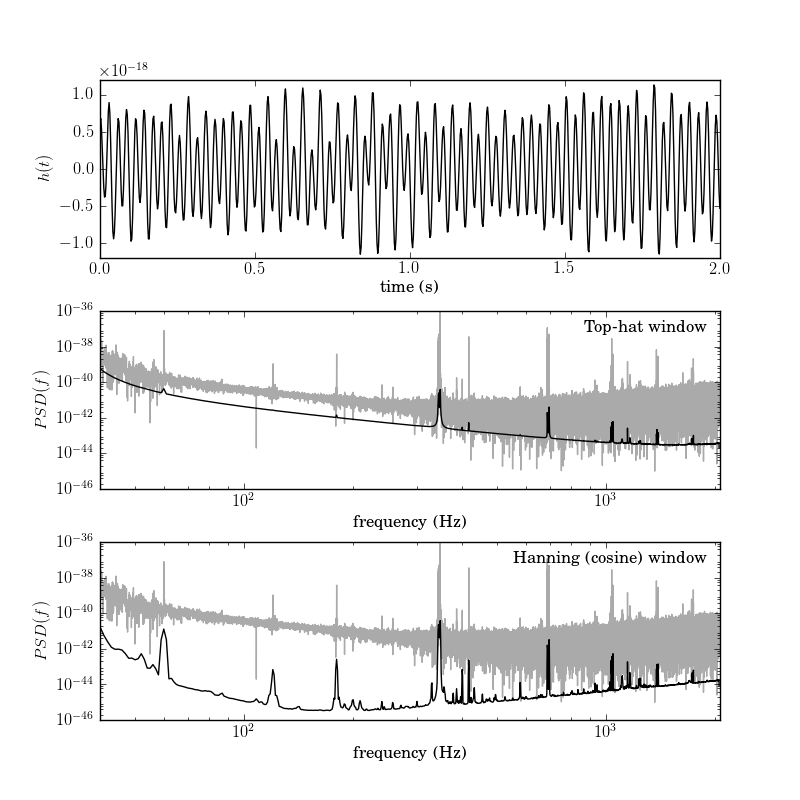 ×10⁻¹⁸
1.0
0.5
0.0
−0.5
−1.0
h(t)
0.0 0.5 1.0 1.5 2.0
time (s)
Top-hat window
10⁻³⁶
10⁻³⁸
10⁻⁴⁰
10⁻⁴²
10⁻⁴⁴
10⁻⁴⁶
PSD(f)
10² 10³
frequency (Hz)
Hanning (cosine) window
10⁻³⁶
10⁻³⁸
10⁻⁴⁰
10⁻⁴²
10⁻⁴⁴
10⁻⁴⁶
PSD(f)
10² 10³
frequency (Hz)